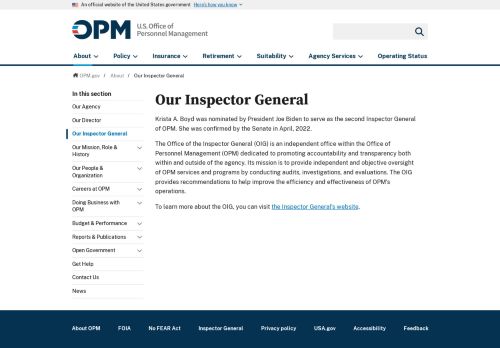 An official website of the United States government Here's how you know
OPM U.S. Office of
Personnel Management
About Policy Insurance Retirement Suitability Agency Services Operating Status
OPM.gov / About / Our Inspector General
In this section
Our Agency
Our Director
Our Inspector General
Our Mission, Role &
History
Our People &
Organization
Careers at OPM
Doing Business with
OPM
Budget & Performance
Reports & Publications
Open Government
Get Help
Contact Us
News
Our Inspector General
Krista A. Boyd was nominated by President Joe Biden to serve as the second Inspector General
of OPM. She was confirmed by the Senate in April, 2022.
The Office of the Inspector General (OIG) is an independent office within the Office of
Personnel Management (OPM) dedicated to promoting accountability and transparency both
within and outside of the agency. Its mission is to provide independent and objective oversight
of OPM services and programs by conducting audits, investigations, and evaluations. The OIG
provides recommendations to help improve the efficiency and effectiveness of OPM's
operations.
To learn more about the OIG, you can visit the Inspector General's website.
About OPM FOIA No FEAR Act Inspector General Privacy policy USA.gov Accessibility Feedback